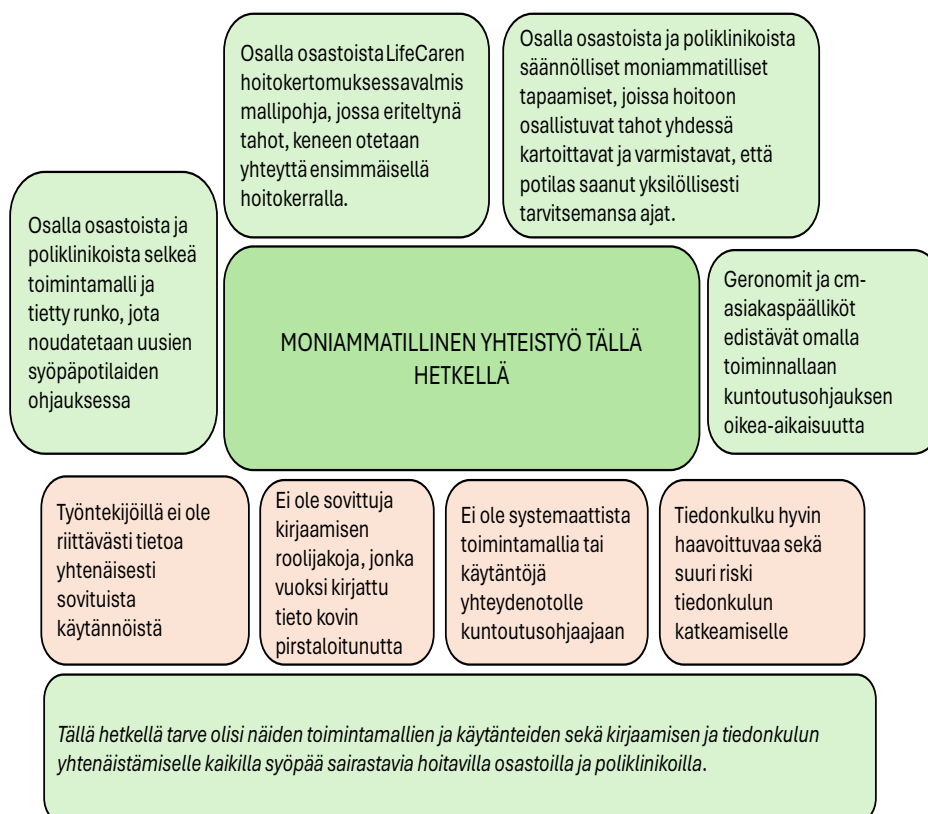 Osalla osastoista LifeCaren
hoitokertomuksessa valmis
mallipohja, jossa eriteltynä
tahot, keneen otetaan
yhteyttä ensimmäisellä
hoitokerralla.
Osalla osastoista ja poliklinikoista
säännölliset moniammatilliset
tapaamiset, joissa hoitoon
osallistuvat tahot yhdessä
kartoittavat ja varmistavat, että
potilas saanut yksilöllisesti
tarvitsemansa ajat.
Osalla osastoista ja
poliklinikoista selkeä
toimintamalli ja
tietty runko, jota
noudatetaan uusien
syöpäpotilaiden
ohjauksessa
MONIAMMATILLINEN YHTEISTYÖ TÄLLÄ
HETKELLÄ
Geronomit ja cm-
asiakaspäälliköt
edistävät omalla
toiminnallaan
kuntoutusohjauksen
oikea-aikaisuutta
Työntekijöillä ei ole
riittävästi tietoa
yhtenäisesti
sovituista
käytännöistä
Ei ole sovittuja
kirjaamisen
roolijakoja, jonka
vuoksi kirjattu
tieto kovin
pirstaloitunutta
Ei ole systemaattista
toimintamallia tai
käytäntöjä
yhteydenotolle
kuntoutusohjaajaan
Tiedonkulku hyvin
haavoittuvaa sekä
suuri riski
tiedonkulun
katkeamiselle
Tällä hetkellä tarve olisi näiden toimintamallien ja käytänteiden sekä kirjaamisen ja tiedonkulun
yhtenäistämiselle kaikilla syöpää sairastavia hoitavilla osastoilla ja poliklinikoilla.